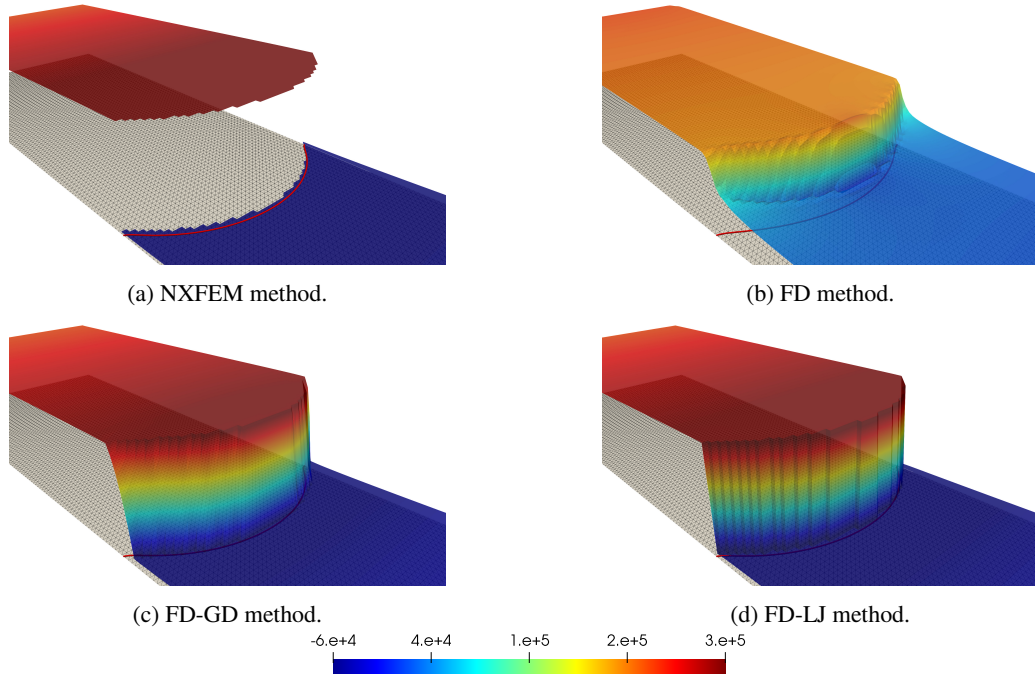 (a) NXFEM method.
(b) FD method.
(c) FD-GD method.
(d) FD-LJ method.
-6.e+4 4.e+4 1.e+5 2.e+5 3.e+5